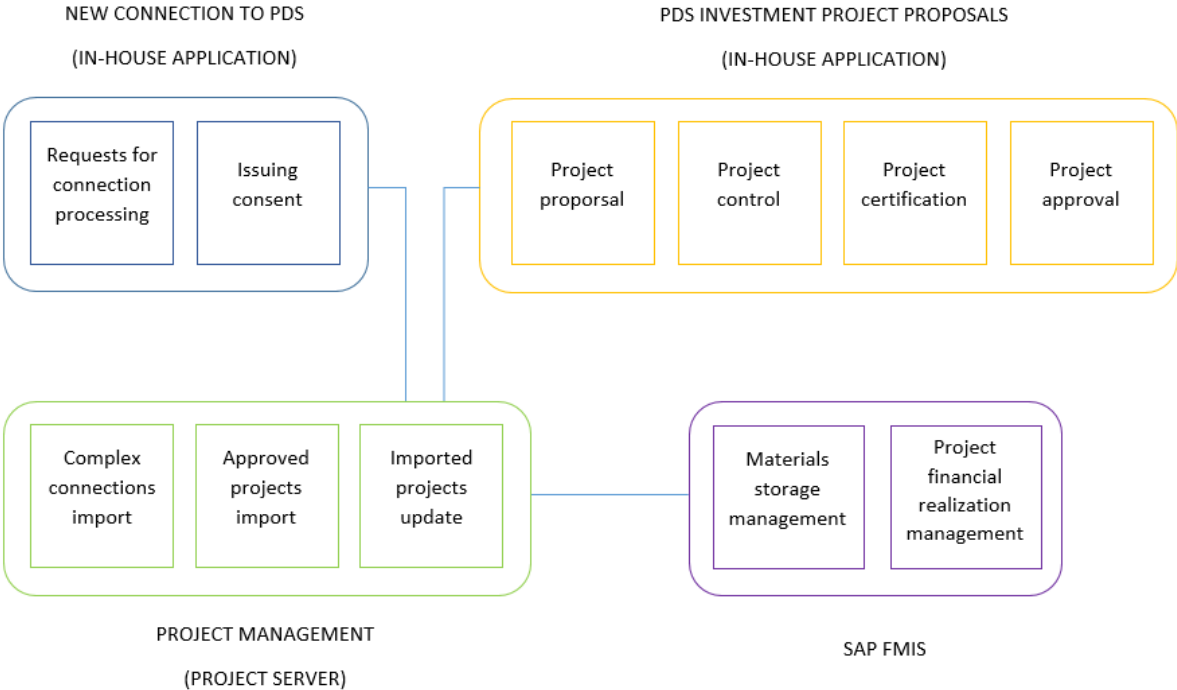 NEW CONNECTION TO PDS
(IN-HOUSE APPLICATION)
PDS INVESTMENT PROJECT PROPOSALS
(IN-HOUSE APPLICATION)
Requests for
connection
processing
Issuing
consent
Project
proporsal
Project
control
Project
certification
Project
approval
Complex
connections
import
Approved
projects
import
Imported
projects
update
Materials
storage
management
Project
financial
realization
management
PROJECT MANAGEMENT
(PROJECT SERVER)
SAP FMIS